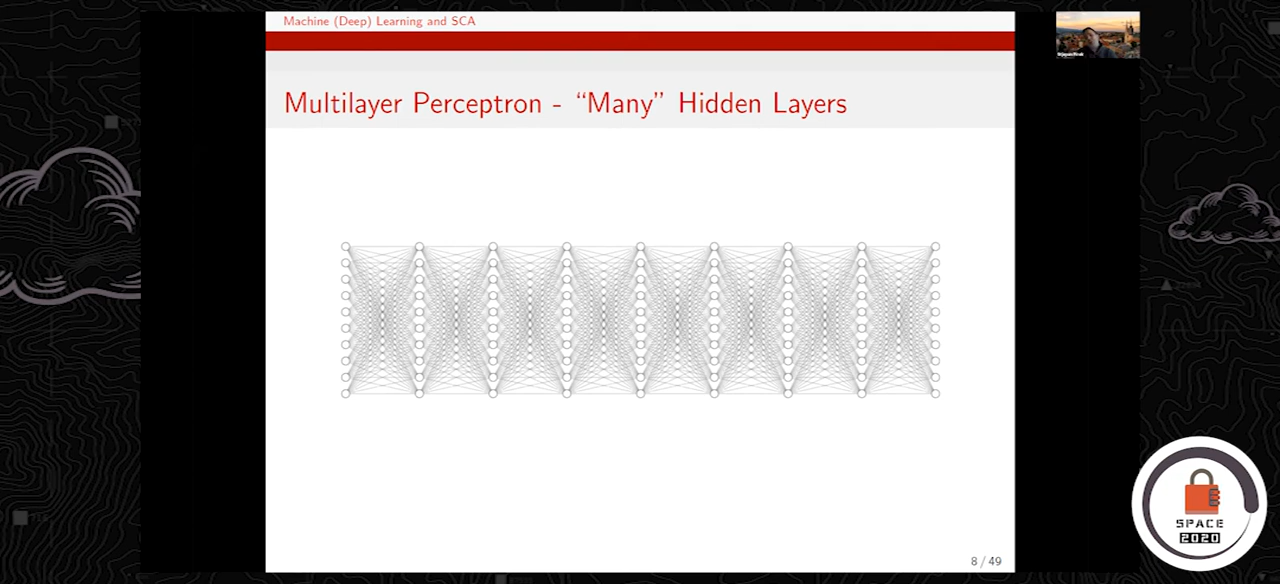 Machine (Deep) Learning and SCA
Multilayer Perceptron - “Many” Hidden Layers
8 / 49
SPACE
2020